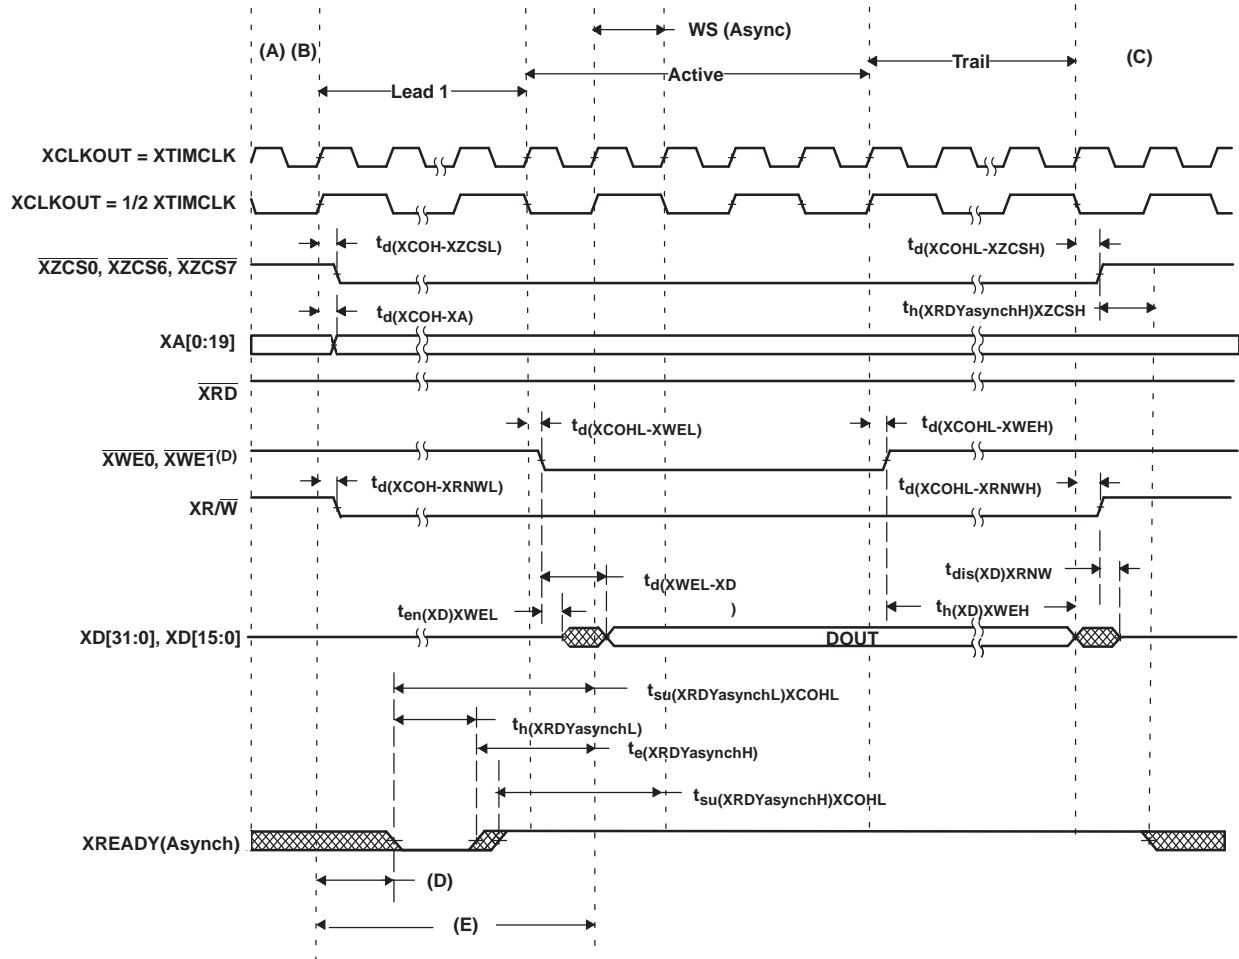 WS (Async)
(A) (B)
(C)
Trail
Active
Lead 1
XCLKOUT = XTIMCLK
XCLKOUT = 1/2 XTIMCLK
td(XCOH-XZCSL)
td(XCOHL-XZCSH)
XZCS0, XZCS6, XZCS7
td(XCOH-XA)
th(XRDYasynchH)XZCSH
XA[0:19]
XRD
td(XCOHL-XWEL)
td(XCOHL-XWEH)
XWE0, XWE1(D)
td(XCOH-XRNWL)
td(XCOHL-XRNWH)
XR/W
td(XWEL-XD
)
tdis(XD)XRNW
ten(XD)XWEL
th(XD)XWEH
XD[31:0], XD[15:0]
DOUT
tsu(XRDYasynchL)XCOHL
th(XRDYasynchL)
te(XRDYasynchH)
tsu(XRDYasynchH)XCOHL
XREADY(Asynch)
(D)
(E)